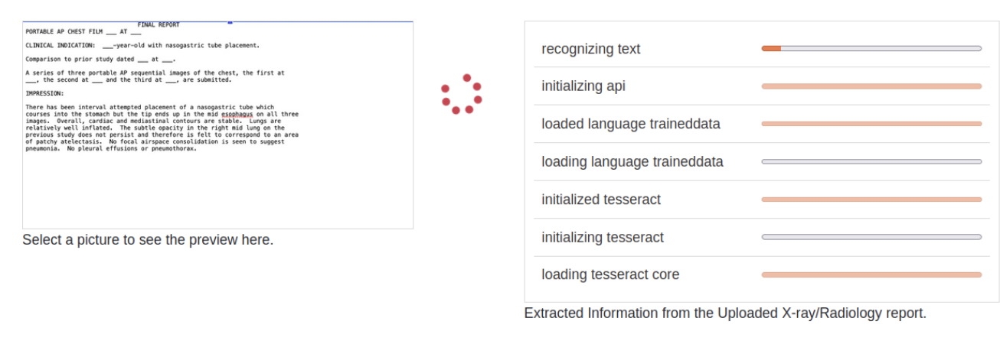 FINAL REPORT
PORTABLE AP CHEST FILM ___ AT ___
CLINICAL INDICATION:  ___-year-old with nasogastric tube placement.
Comparison to prior study dated ___ at ___.
A series of three portable AP sequential images of the chest, the first at
___, the second at ___ and the third at ___, are submitted.
IMPRESSION:
There has been interval attempted placement of a nasogastric tube which
courses into the stomach but the tip ends up in the mid esophagus on all three
images.  Overall, cardiac and mediastinal contours are stable.  Lungs are
relatively well inflated.  The subtle opacity in the right mid lung on the
previous study does not persist and therefore is felt to correspond to an area
of patchy atelectasis.  No focal airspace consolidation is seen to suggest
pneumonia.  No pleural effusions or pneumothorax.
Select a picture to see the preview here.
recognizing text
initializing api
loaded language traineddata
loading language traineddata
initialized tesseract
initializing tesseract
loading tesseract core
Extracted Information from the Uploaded X-ray/Radiology report.